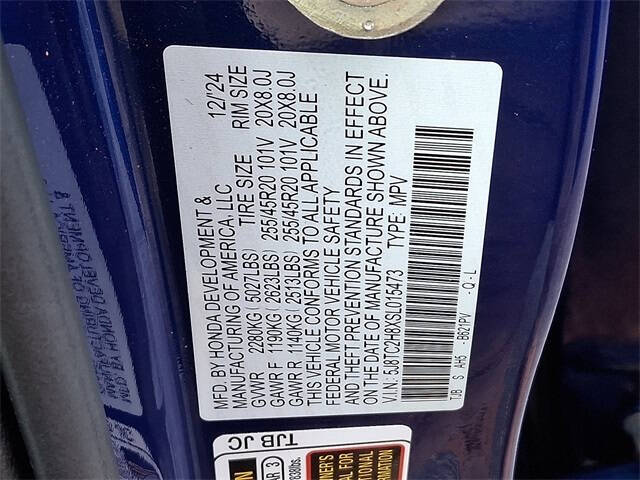 MFD. BY HONDA DEVELOPMENT & 12/'24
MANUFACTURING OF AMERICA, LLC
TIRE SIZE RIM SIZE
GVWR 2280KG ( 5027LBS)
GAWR F 1190KG ( 2623LBS) 255/45R20 101V 20X8.0J
GAWR R 1140KG ( 2513LBS) 255/45R20 101V 20X8.0J
THIS VEHICLE CONFORMS TO ALL APPLICABLE
FEDERAL MOTOR VEHICLE SAFETY
AND THEFT PREVENTION STANDARDS IN EFFECT
ON DATE OF MANUFACTURE SHOWN ABOVE.
V.I.N.: 5J8TC2H8XSL015473 TYPE: MPV
TJB S AH5 - B621PV - Q - L
TJB JC